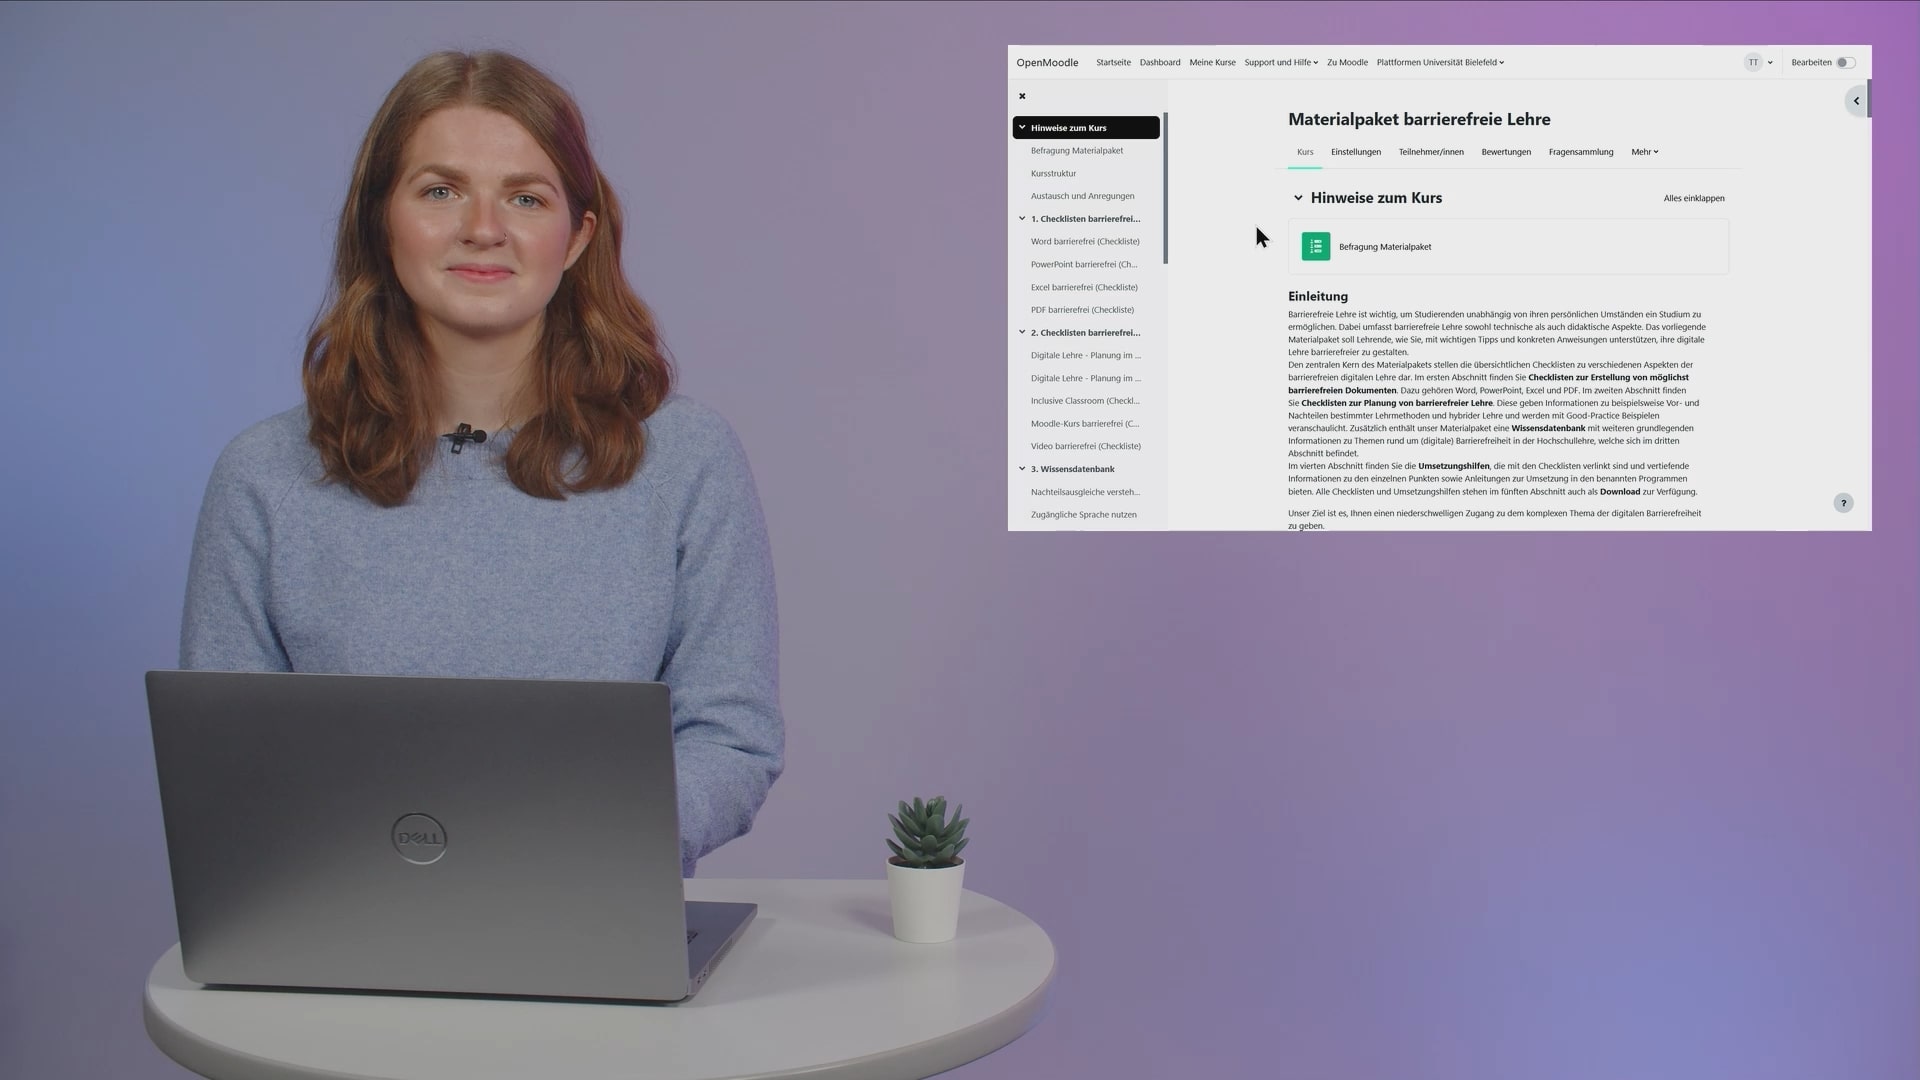 OpenMoodle
Startseite Dashboard Meine Kurse Support und Hilfe Zu Moodle Plattformen Universität Bielefeld
TT
Bearbeiten
Hinweise zum Kurs
Befragung Materialpaket
Kursstruktur
Austausch und Anregungen
1. Checklisten barrierefrei...
Word barrierefrei (Checkliste)
PowerPoint barrierefrei (Ch...
Excel barrierefrei (Checkliste)
PDF barrierefrei (Checkliste)
2. Checklisten barrierefrei...
Digitale Lehre - Planung im ...
Digitale Lehre - Planung im ...
Inclusive Classroom (Checkl...
Moodle-Kurs barrierefrei (C...
Video barrierefrei (Checkliste)
3. Wissensdatenbank
Nachteilsausgleiche versteh...
Zugängliche Sprache nutzen
Materialpaket barrierefreie Lehre
Kurs Einstellungen Teilnehmer/innen Bewertungen Fragensammlung Mehr
Hinweise zum Kurs
Alles einklappen
Befragung Materialpaket
Einleitung
Barrierefreie Lehre ist wichtig, um Studierenden unabhängig von ihren persönlichen Umständen ein Studium zu
ermöglichen. Dabei umfasst barrierefreie Lehre sowohl technische als auch didaktische Aspekte. Das vorliegende
Materialpaket soll Lehrende, wie Sie, mit wichtigen Tipps und konkreten Anweisungen unterstützen, ihre digitale
Lehre barrierefreier zu gestalten.
Den zentralen Kern des Materialpakets stellen die übersichtlichen Checklisten zu verschiedenen Aspekten der
barrierefreien digitalen Lehre dar. Im ersten Abschnitt finden Sie Checklisten zur Erstellung von möglichst
barrierefreien Dokumenten. Dazu gehören Word, PowerPoint, Excel und PDF. Im zweiten Abschnitt finden
Sie Checklisten zur Planung von barrierefreier Lehre. Diese geben Informationen zu beispielsweise Vor- und
Nachteilen bestimmter Lehrmethoden und hybrider Lehre und werden mit Good-Practice Beispielen
veranschaulicht. Zusätzlich enthält unser Materialpaket eine Wissensdatenbank mit weiteren grundlegenden
Informationen zu Themen rund um (digitale) Barrierefreiheit in der Hochschullehre, welche sich im dritten
Abschnitt befindet.
Im vierten Abschnitt finden Sie die Umsetzungshilfen, die mit den Checklisten verlinkt sind und vertiefende
Informationen zu den einzelnen Punkten sowie Anleitungen zur Umsetzung in den benannten Programmen
bieten. Alle Checklisten und Umsetzungshilfen stehen im fünften Abschnitt auch als Download zur Verfügung.
Unser Ziel ist es, Ihnen einen niederschwelligen Zugang zu dem komplexen Thema der digitalen Barrierefreiheit
zu geben.
?
DELL